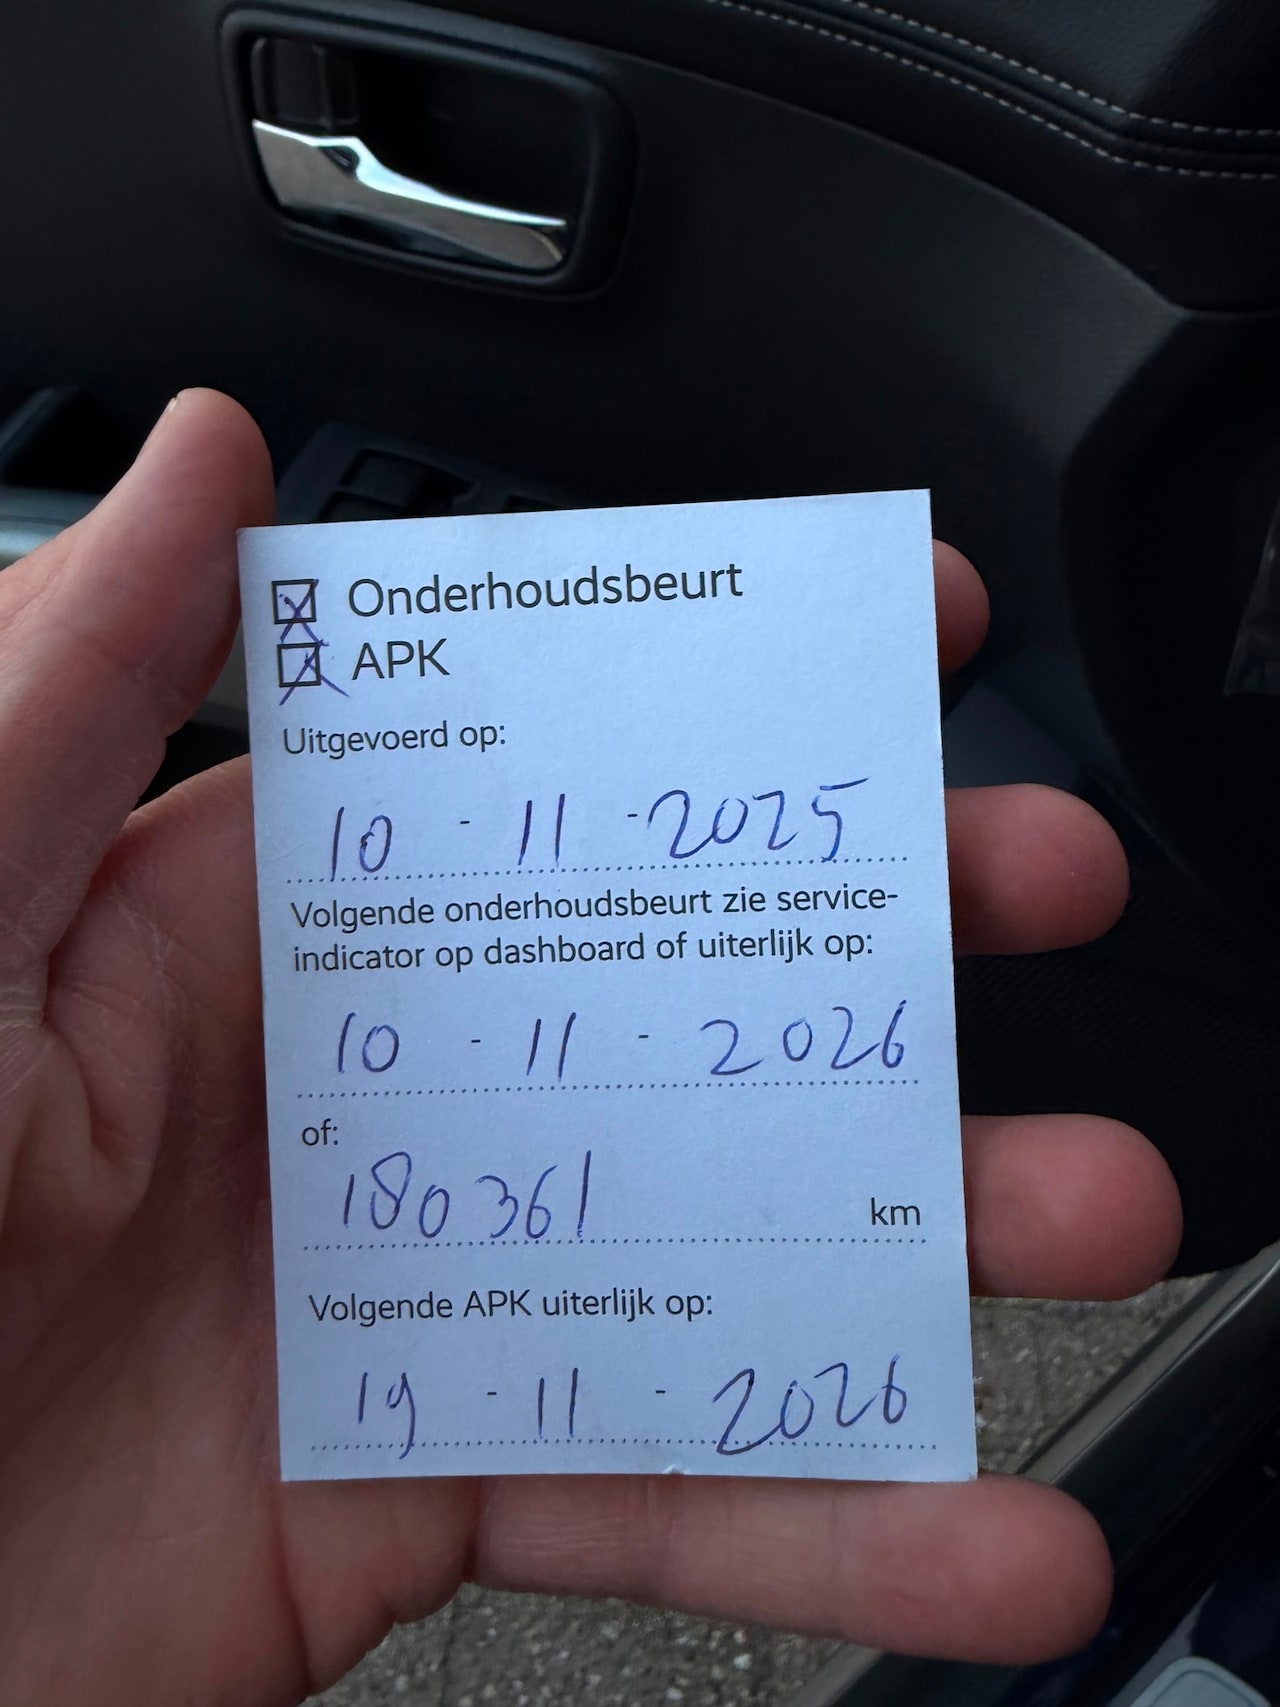 Onderhoudsbeurt
APK
Uitgevoerd op:
10 - 11 - 2025
Volgende onderhoudsbeurt zie service-
indicator op dashboard of uiterlijk op:
10 - 11 - 2026
of:
180361 km
Volgende APK uiterlijk op:
19 - 11 - 2026